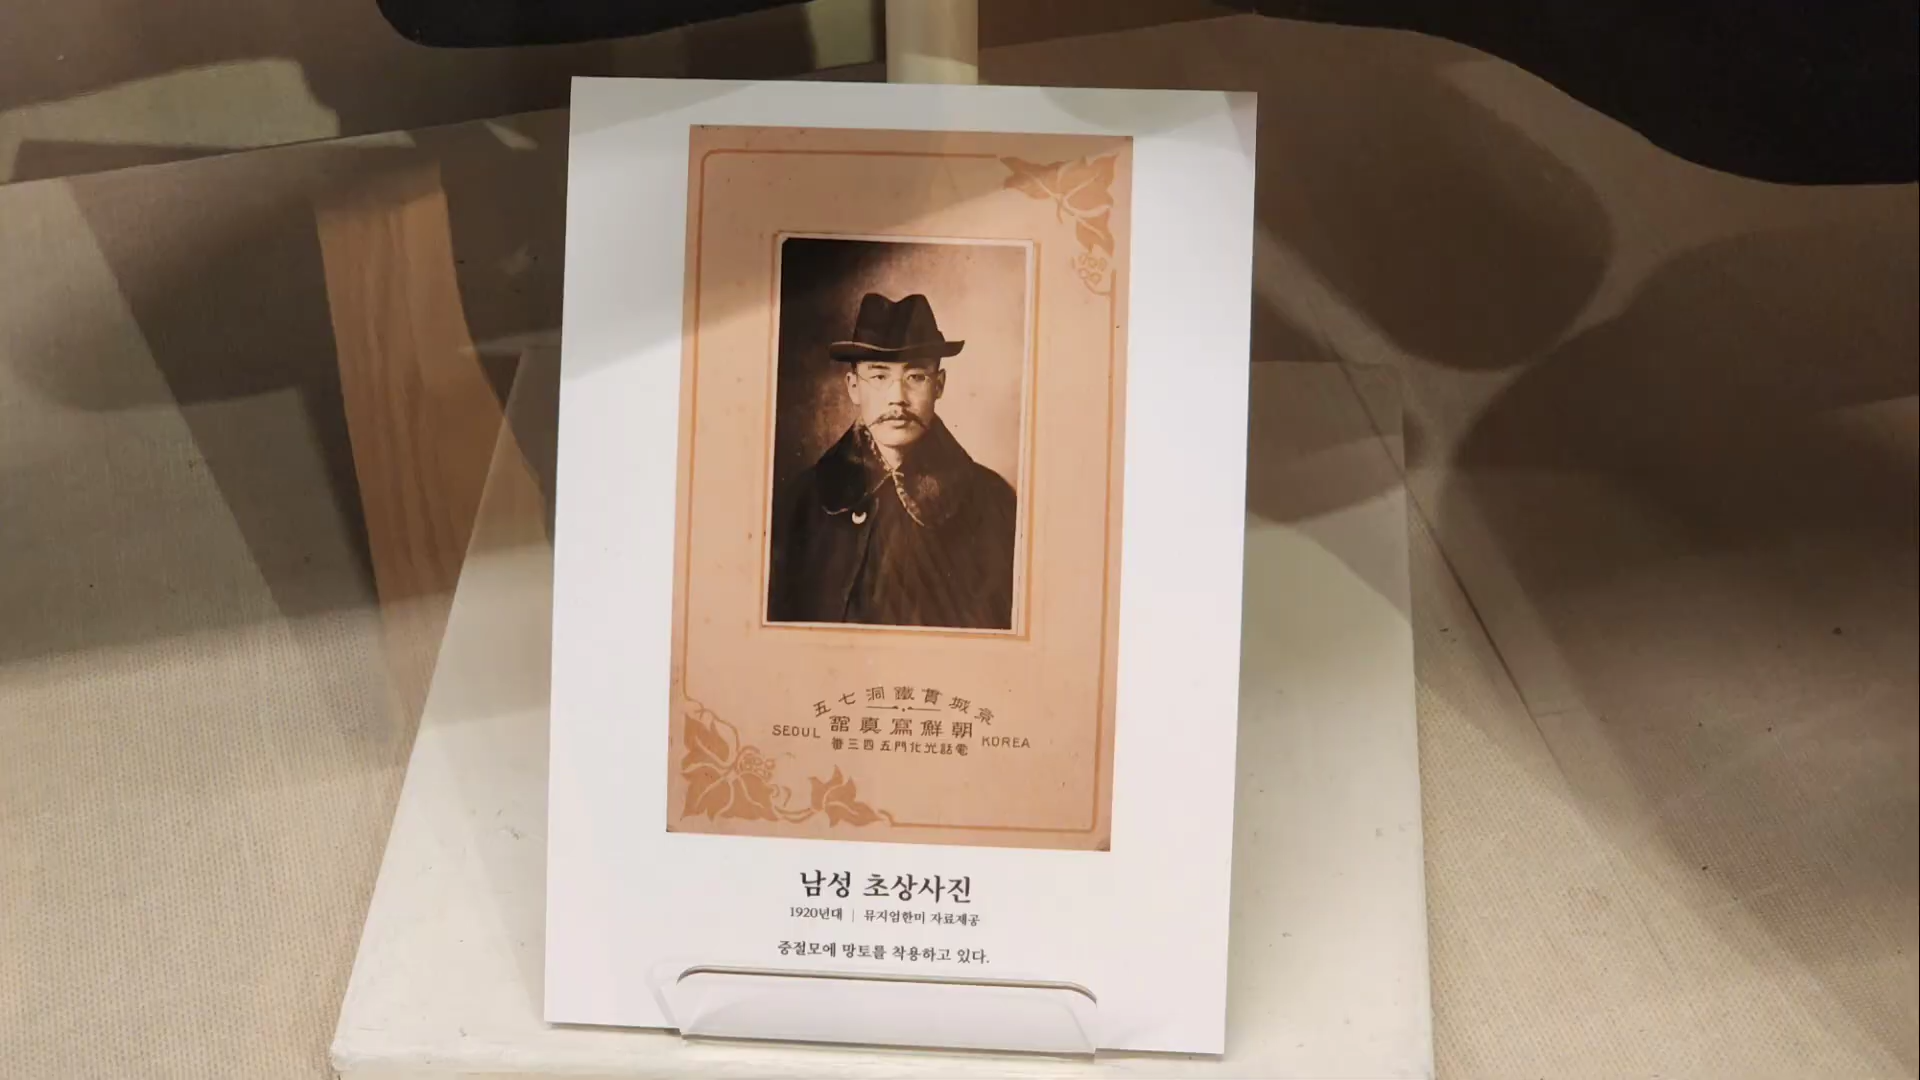 五七洞鐵貫城京
舘眞寫鮮朝
SEOUL
KOREA
番三四五門化光話電
남성 초상사진
1920년대 | 뮤지엄한미 자료제공
중절모에 망토를 착용하고 있다.